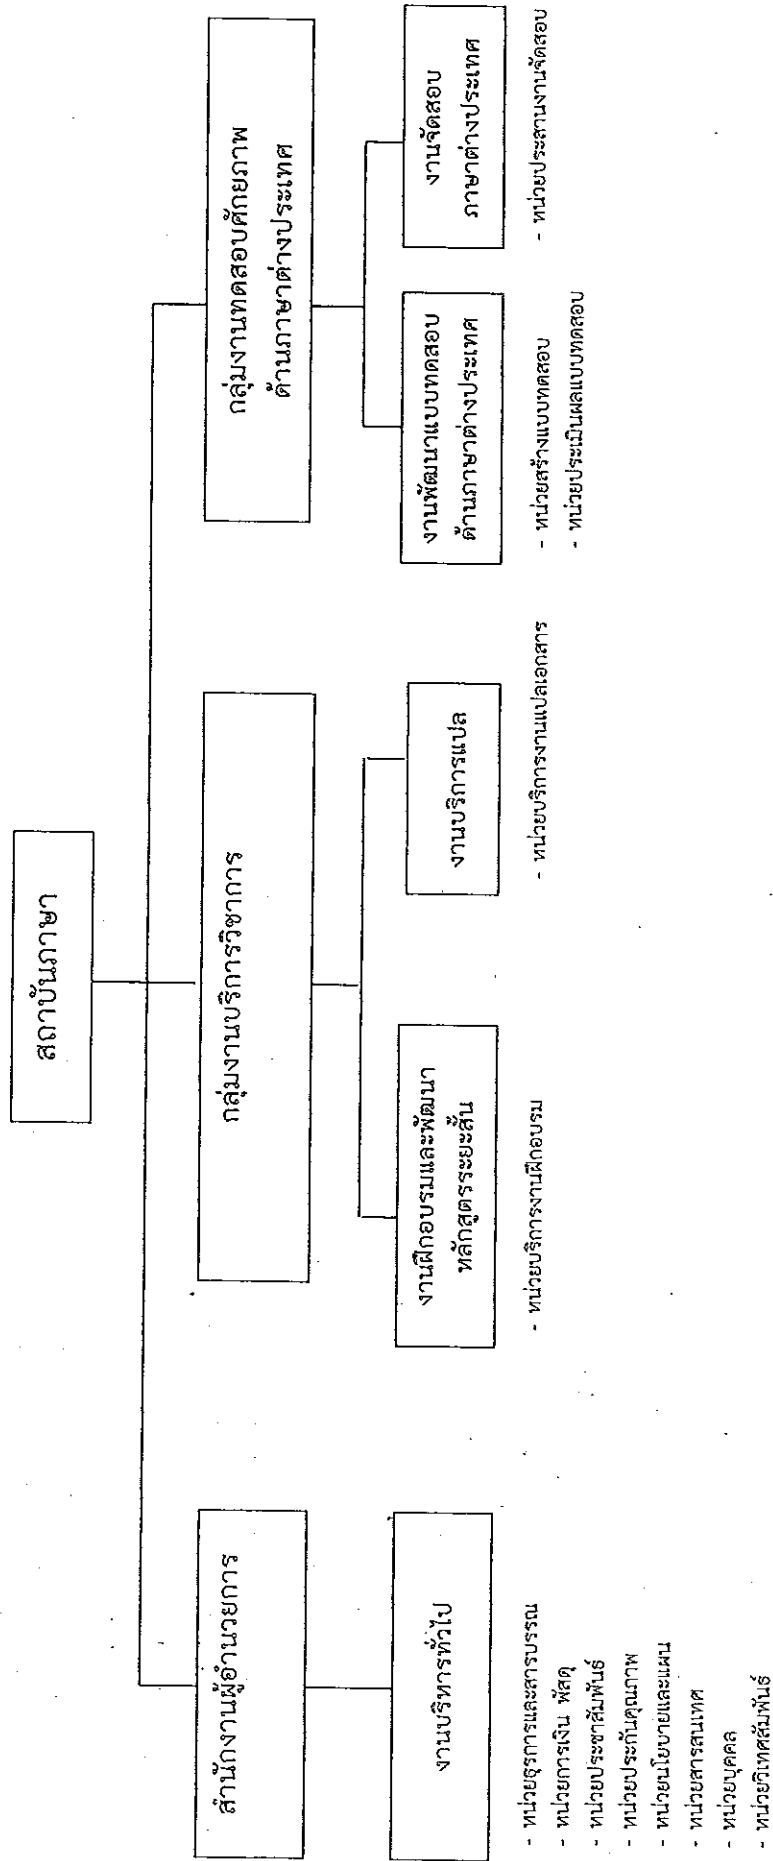 สถาบันภาษา
สำนักงานผู้อำนวยการ
กลุ่มงานบริการวิชาการ
กลุ่มงานทดสอบศักยภาพ
ด้านภาษาต่างประเทศ
งานบริหารทั่วไป
งานฝึกอบรมและพัฒนา
หลักสูตรระยะสั้น
งานบริการแปล
งานพัฒนาแบบทดสอบ
ด้านภาษาต่างประเทศ
งานจัดสอบ
ภาษาต่างประเทศ
- หน่วยธุรการและสารบรรณ
- หน่วยการเงิน พัสดุ
- หน่วยประชาสัมพันธ์
- หน่วยประกันคุณภาพ
- หน่วยนโยบายและแผน
- หน่วยสารสนเทศ
- หน่วยบุคคล
- หน่วยวิเทศสัมพันธ์
- หน่วยบริการงานฝึกอบรม
- หน่วยบริการงานแปลเอกสาร
- หน่วยสร้างแบบทดสอบ
- หน่วยประเมินผลแบบทดสอบ
- หน่วยประสานงานจัดสอบ